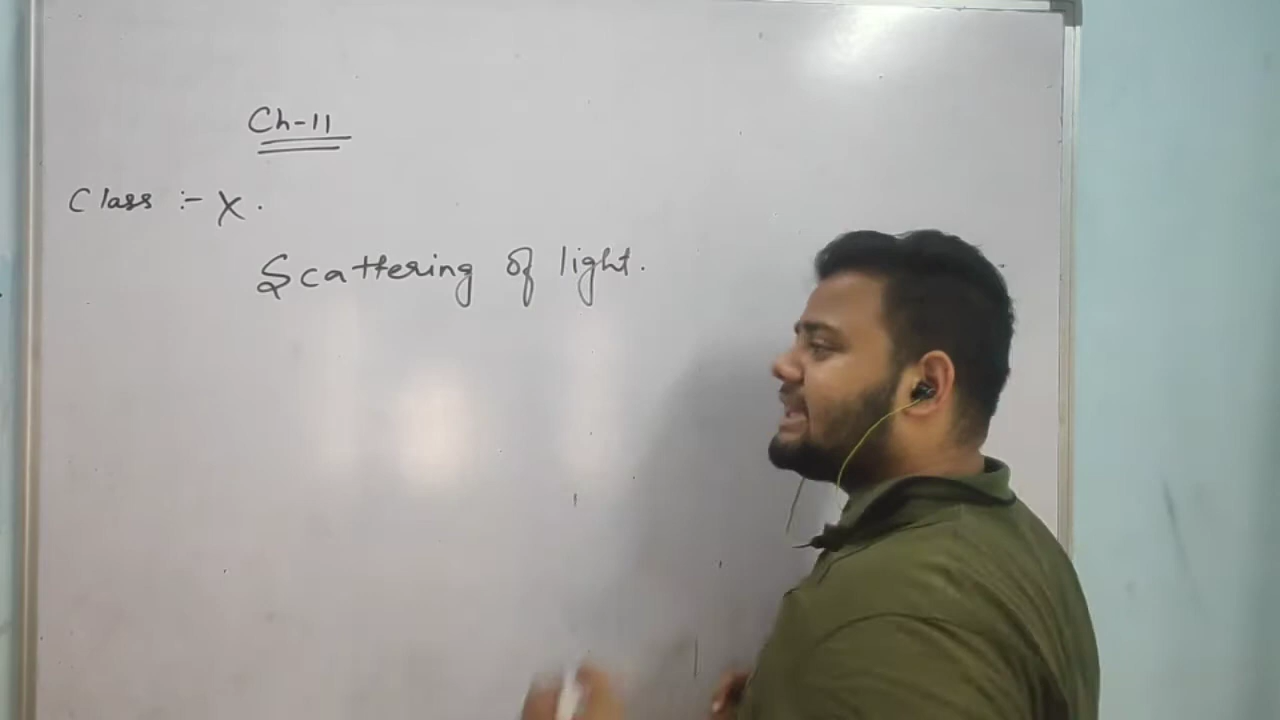 Ch-11
Class :- X.
Scattering of light.